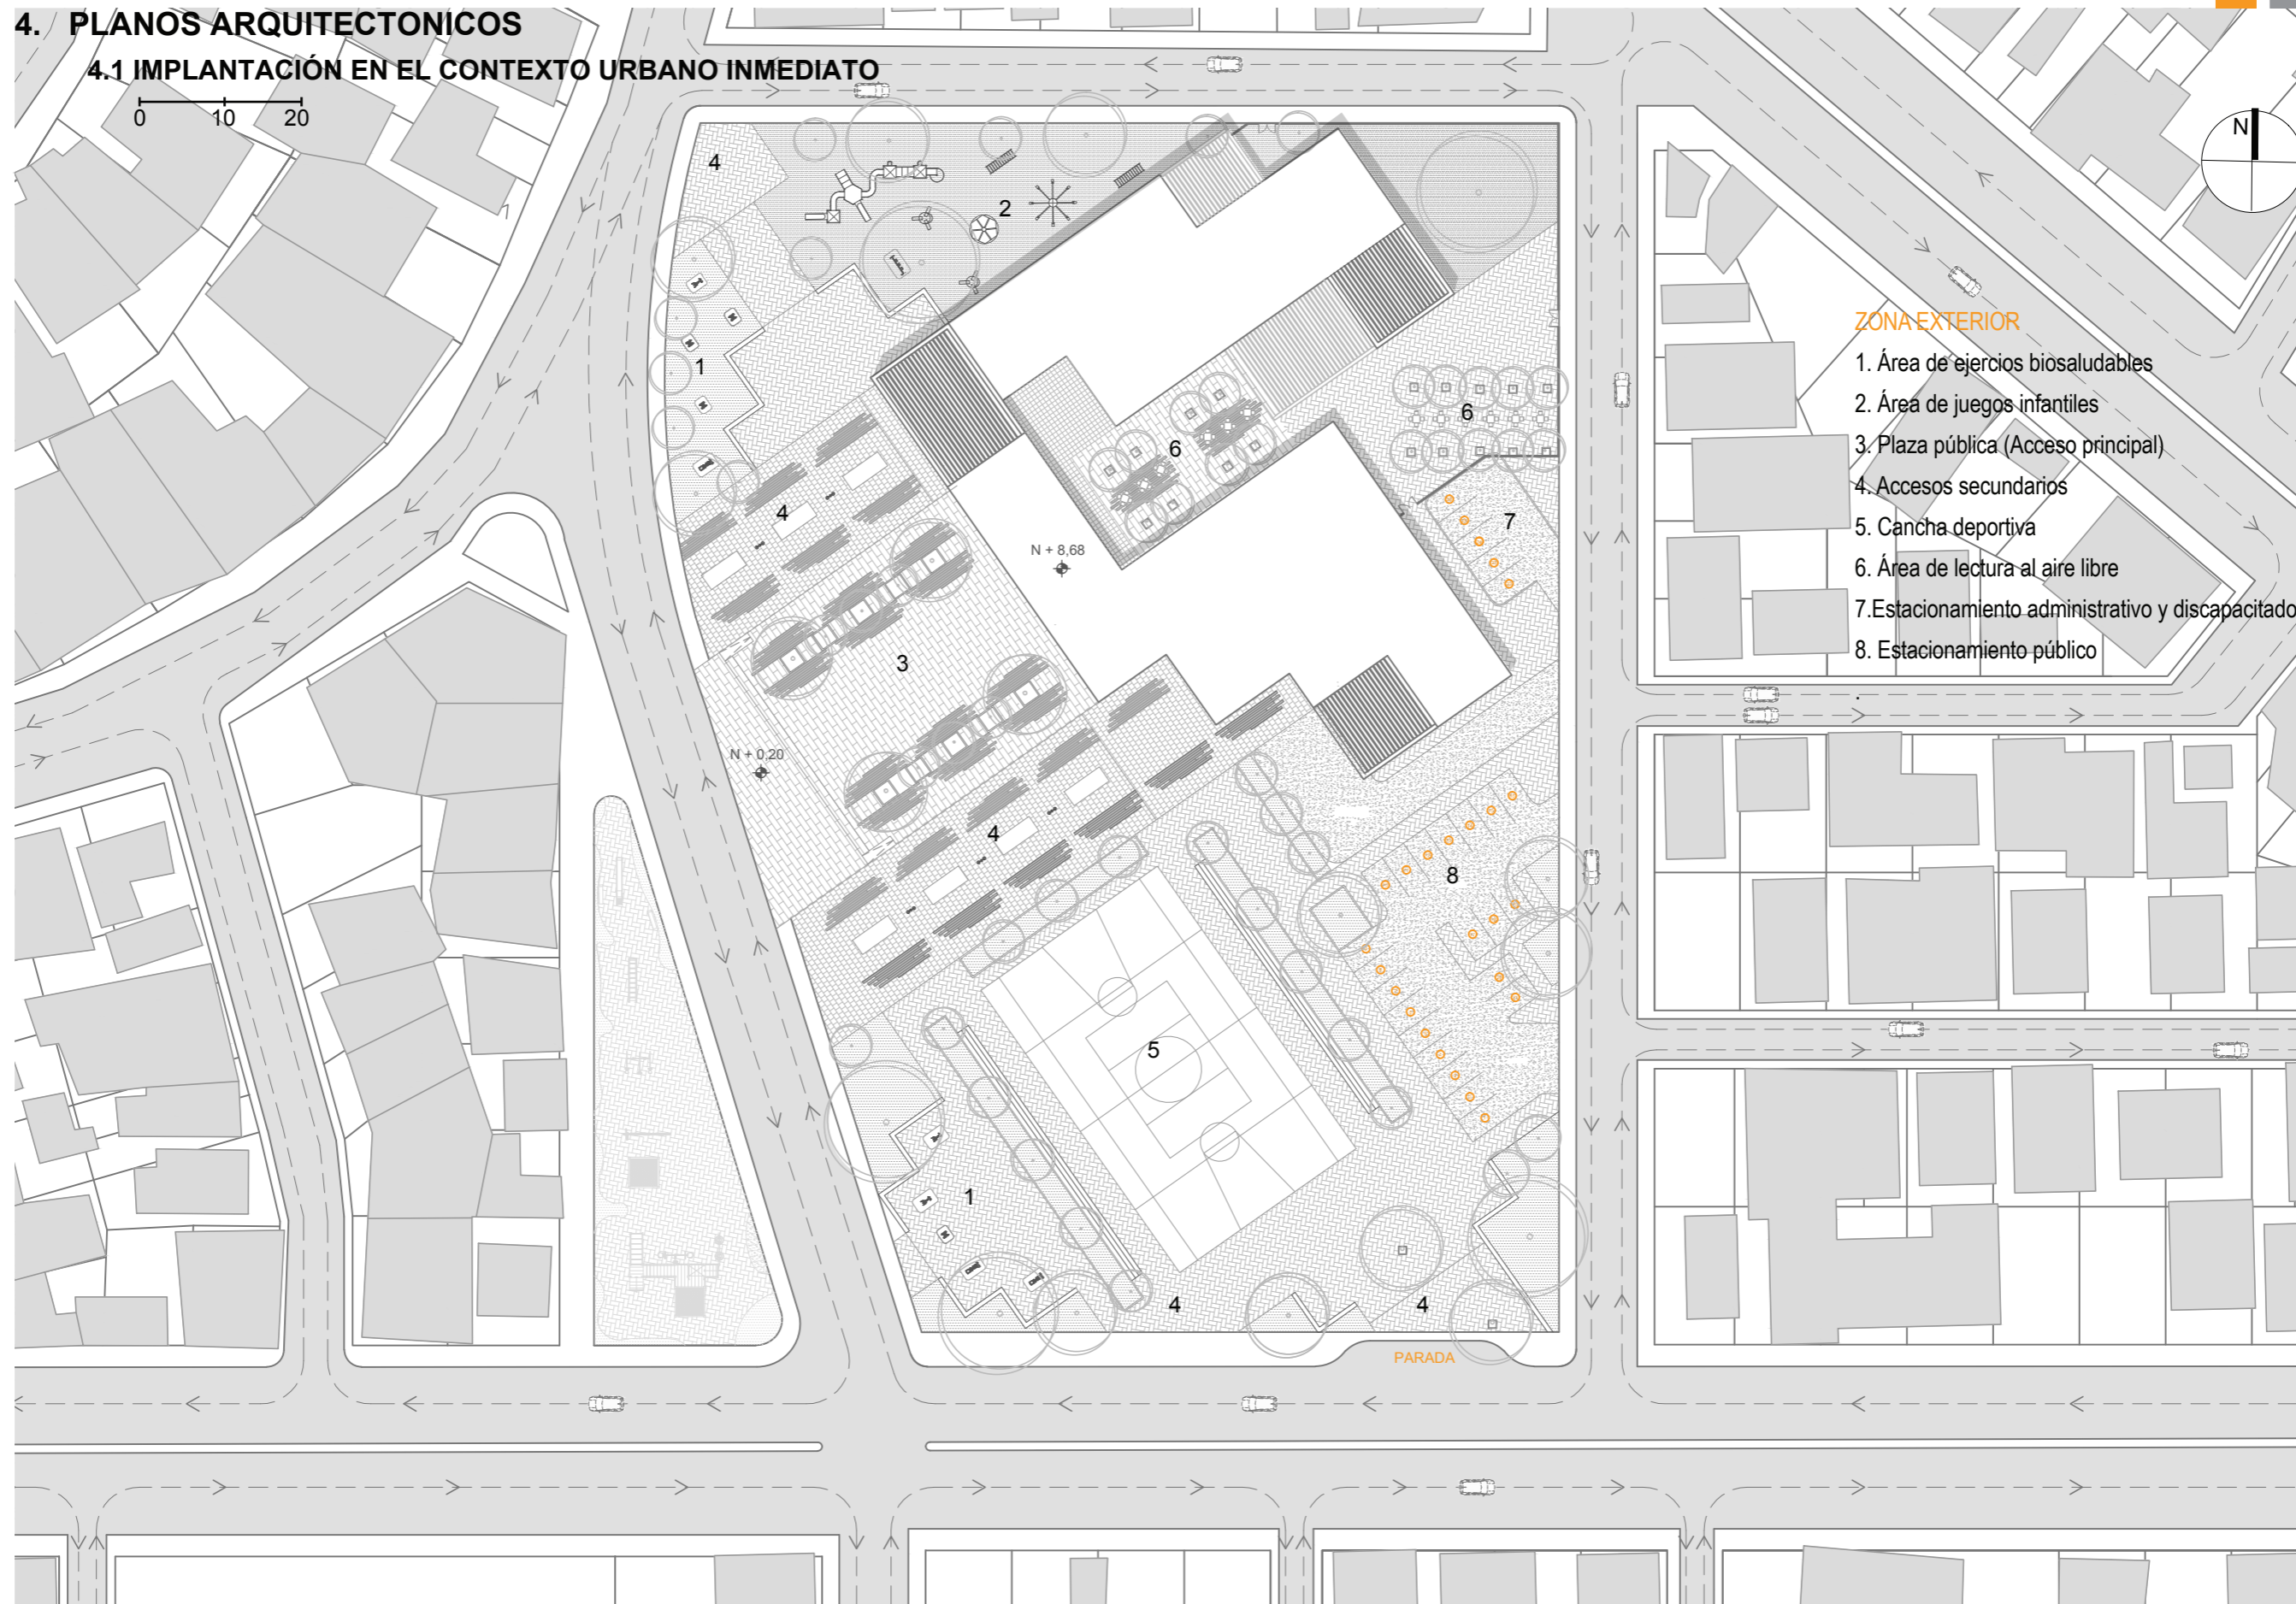 4. PLANOS ARQUITECTONICOS
4.1 IMPLANTACIÓN EN EL CONTEXTO URBANO INMEDIATO
0 10 20
N
4
2
1
ZONA EXTERIOR
1. Área de ejercios biosaludables
2. Área de juegos infantiles
3. Plaza pública (Acceso principal)
4. Accesos secundarios
5. Cancha deportiva
6. Área de lectura al aire libre
7.Estacionamiento administrativo y discapacitado
8. Estacionamiento público
.
6
6
4
7
N + 8,68
3
N + 0,20
4
8
5
1
4
4
PARADA